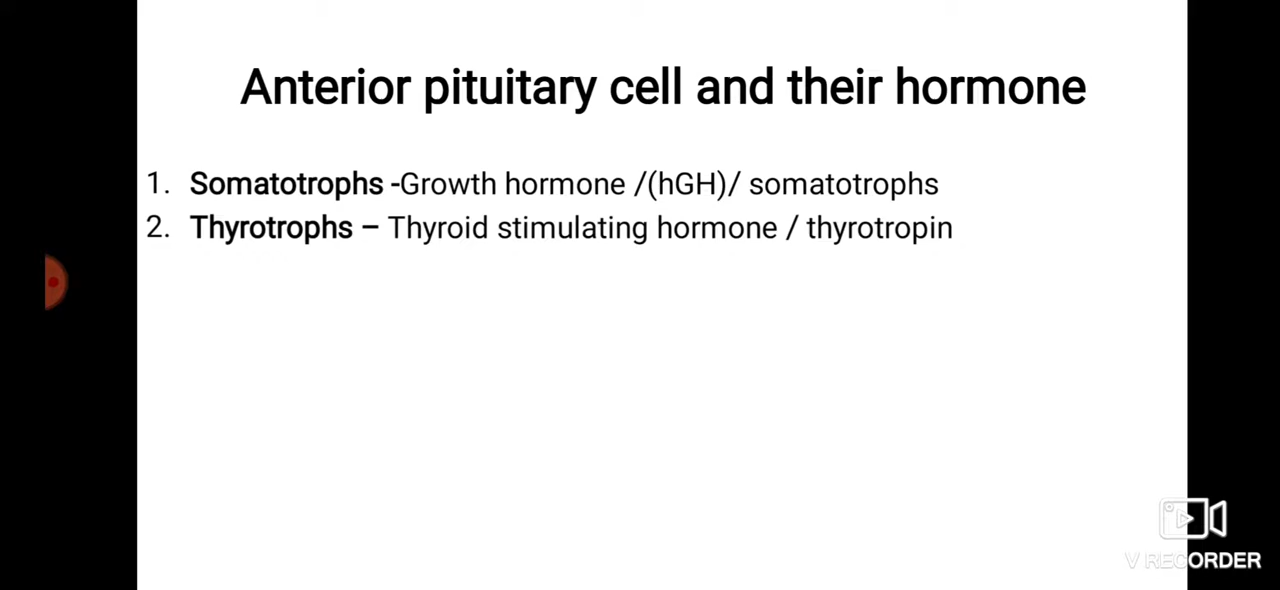 Anterior pituitary cell and their hormone
1. Somatotrophs -Growth hormone /(hGH)/ somatotrophs
2. Thyrotrophs – Thyroid stimulating hormone / thyrotropin
V RECORDER